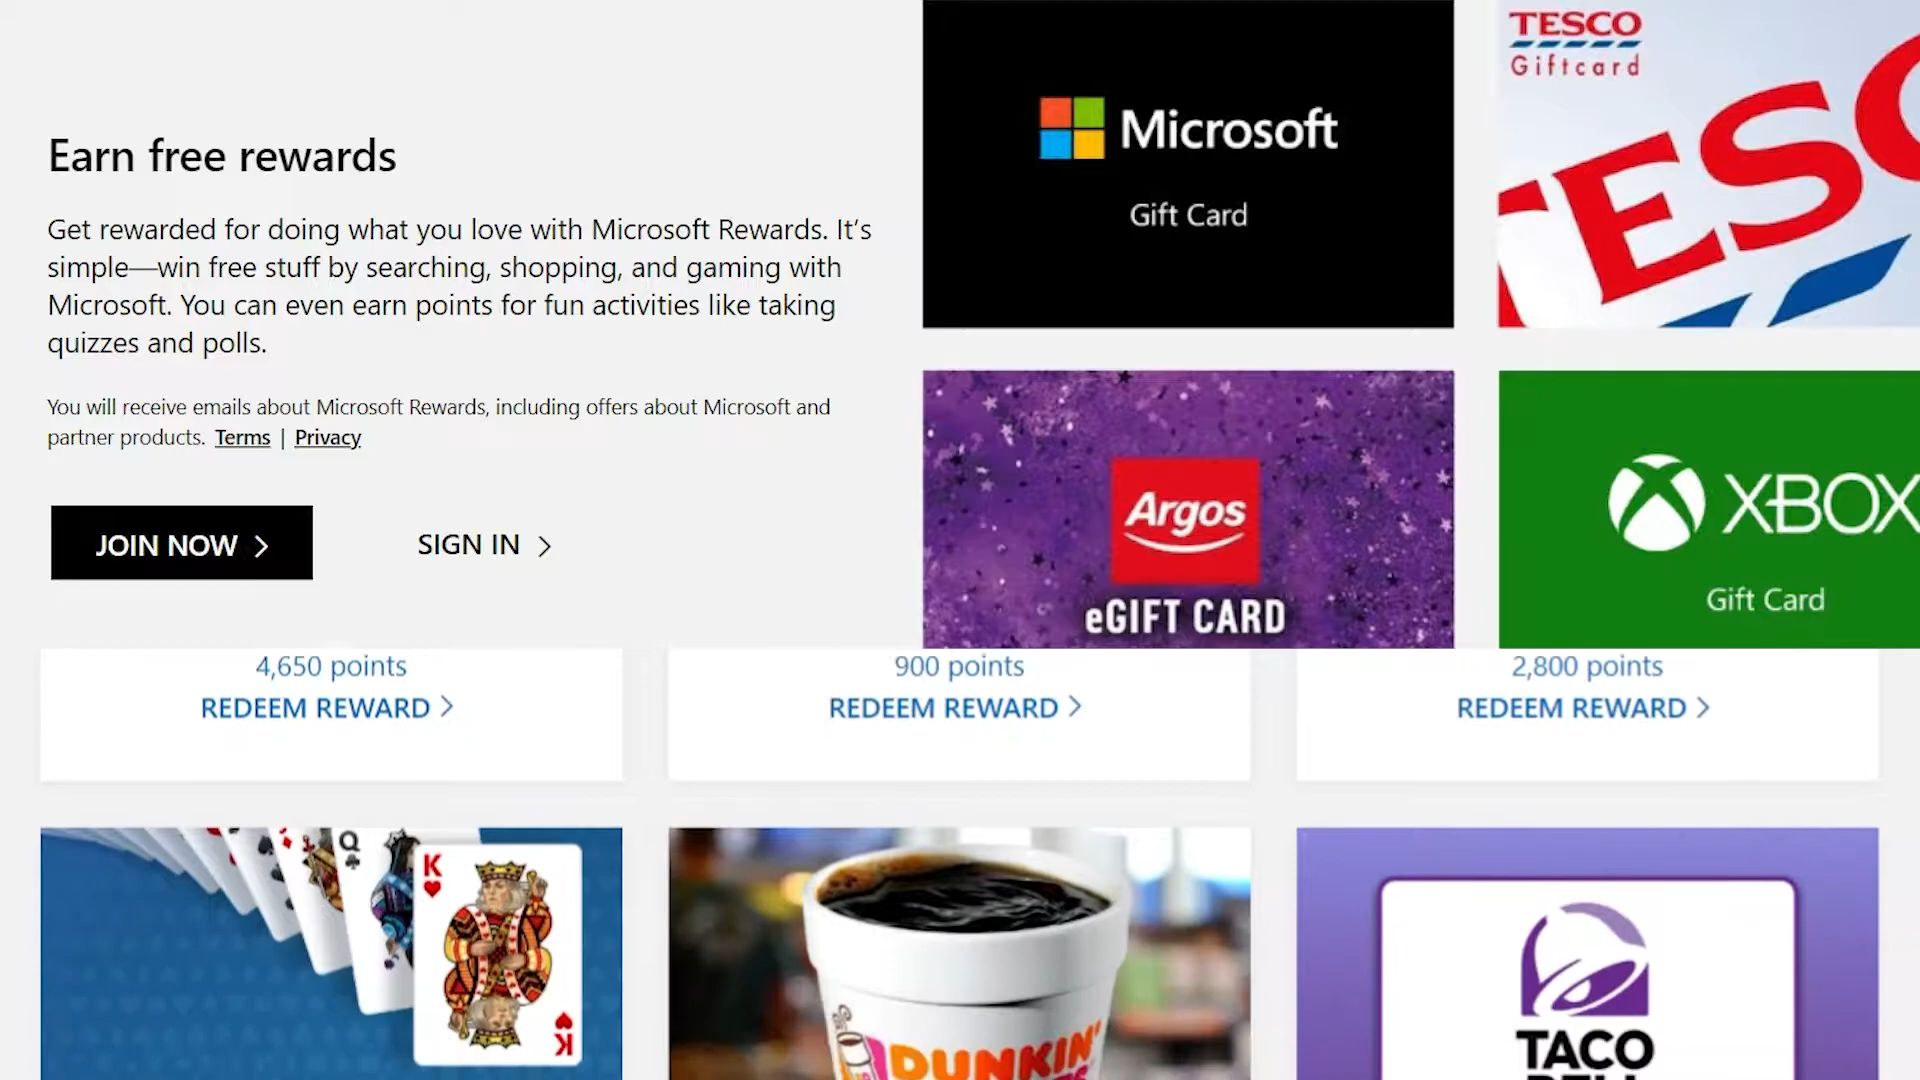 Earn free rewards
Get rewarded for doing what you love with Microsoft Rewards. It's
simple—win free stuff by searching, shopping, and gaming with
Microsoft. You can even earn points for fun activities like taking
quizzes and polls.
You will receive emails about Microsoft Rewards, including offers about Microsoft and
partner products. Terms | Privacy
JOIN NOW
SIGN IN
Microsoft
Gift Card
TESCO
Giftcard
TESC
Argos
eGIFT CARD
XBOX
Gift Card
4,650 points
REDEEM REWARD
900 points
REDEEM REWARD
2,800 points
REDEEM REWARD
Q
K
K
DUNKIN'
TACO